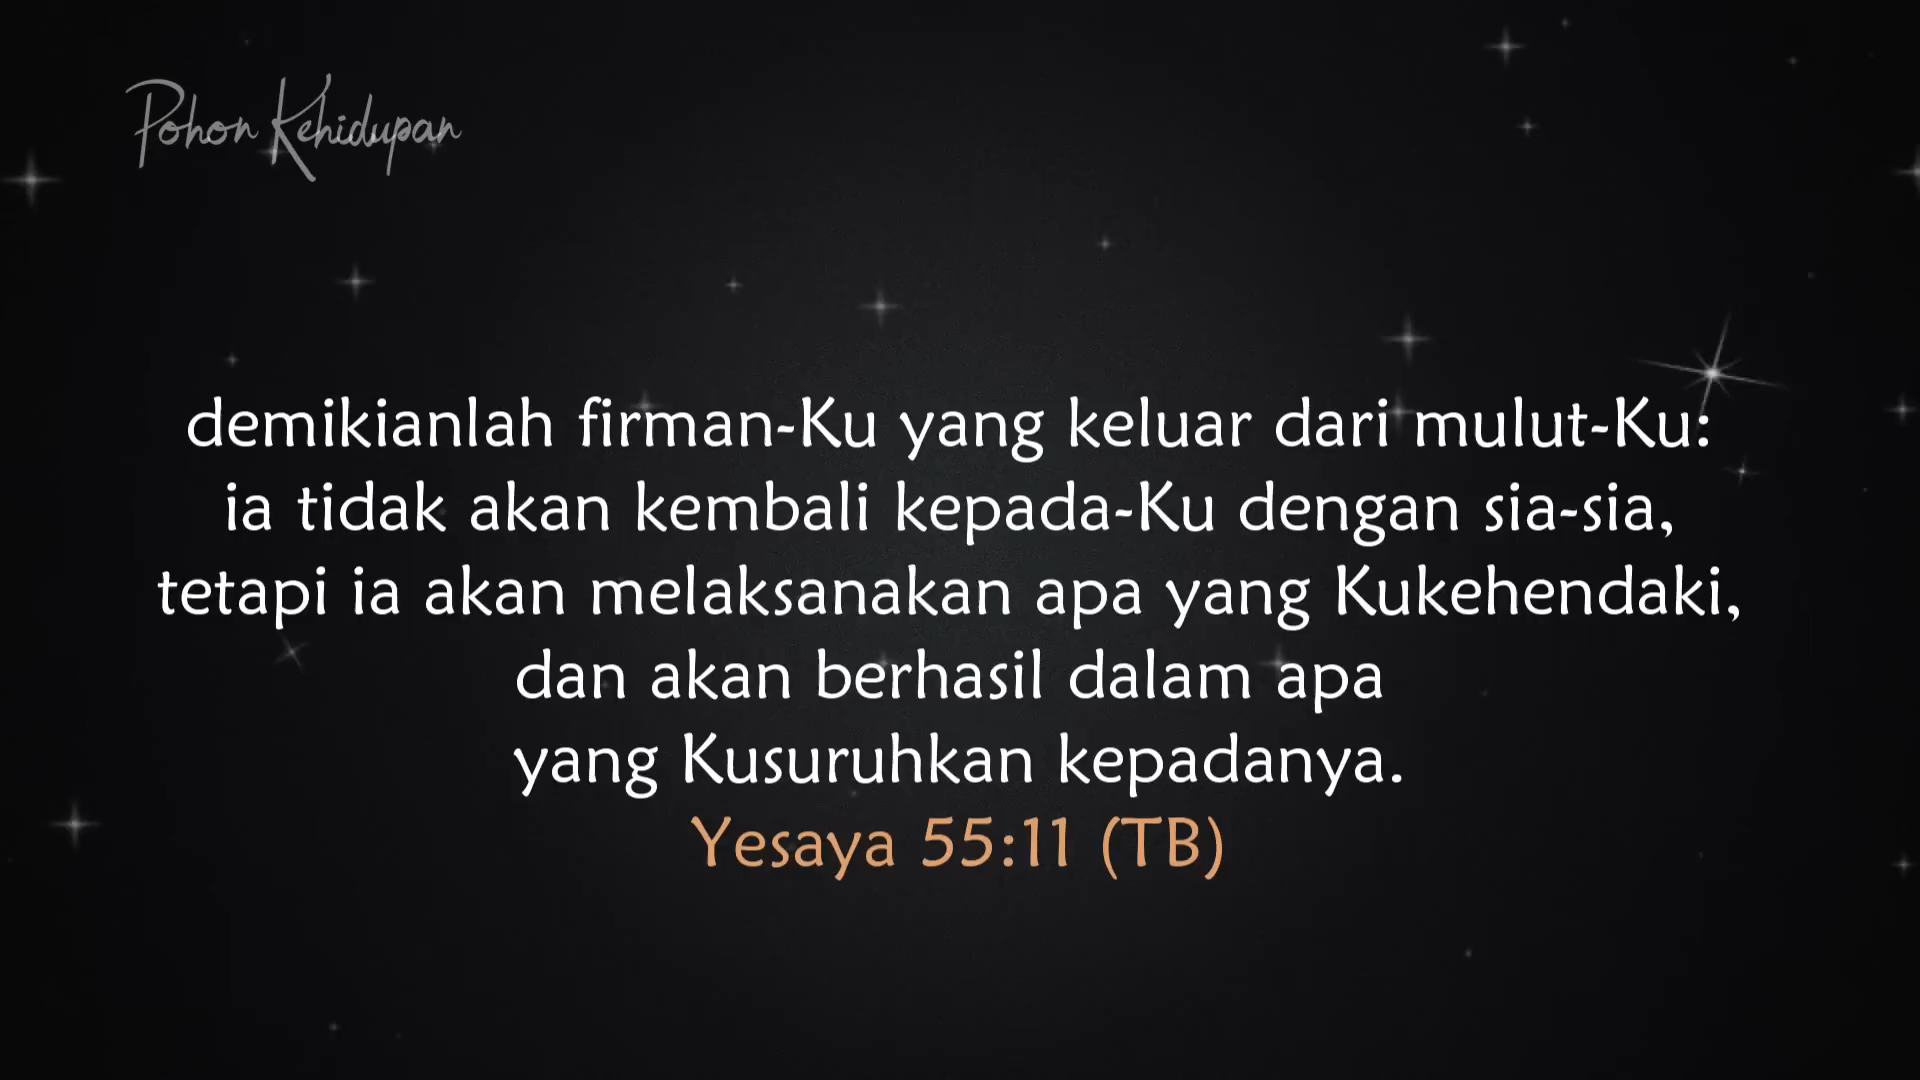 Pohon Kehidupan
demikianlah firman-Ku yang keluar dari mulut-Ku:
ia tidak akan kembali kepada-Ku dengan sia-sia,
tetapi ia akan melaksanakan apa yang Kukehendaki,
dan akan berhasil dalam apa
yang Kusuruhkan kepadanya.
Yesaya 55:11 (TB)